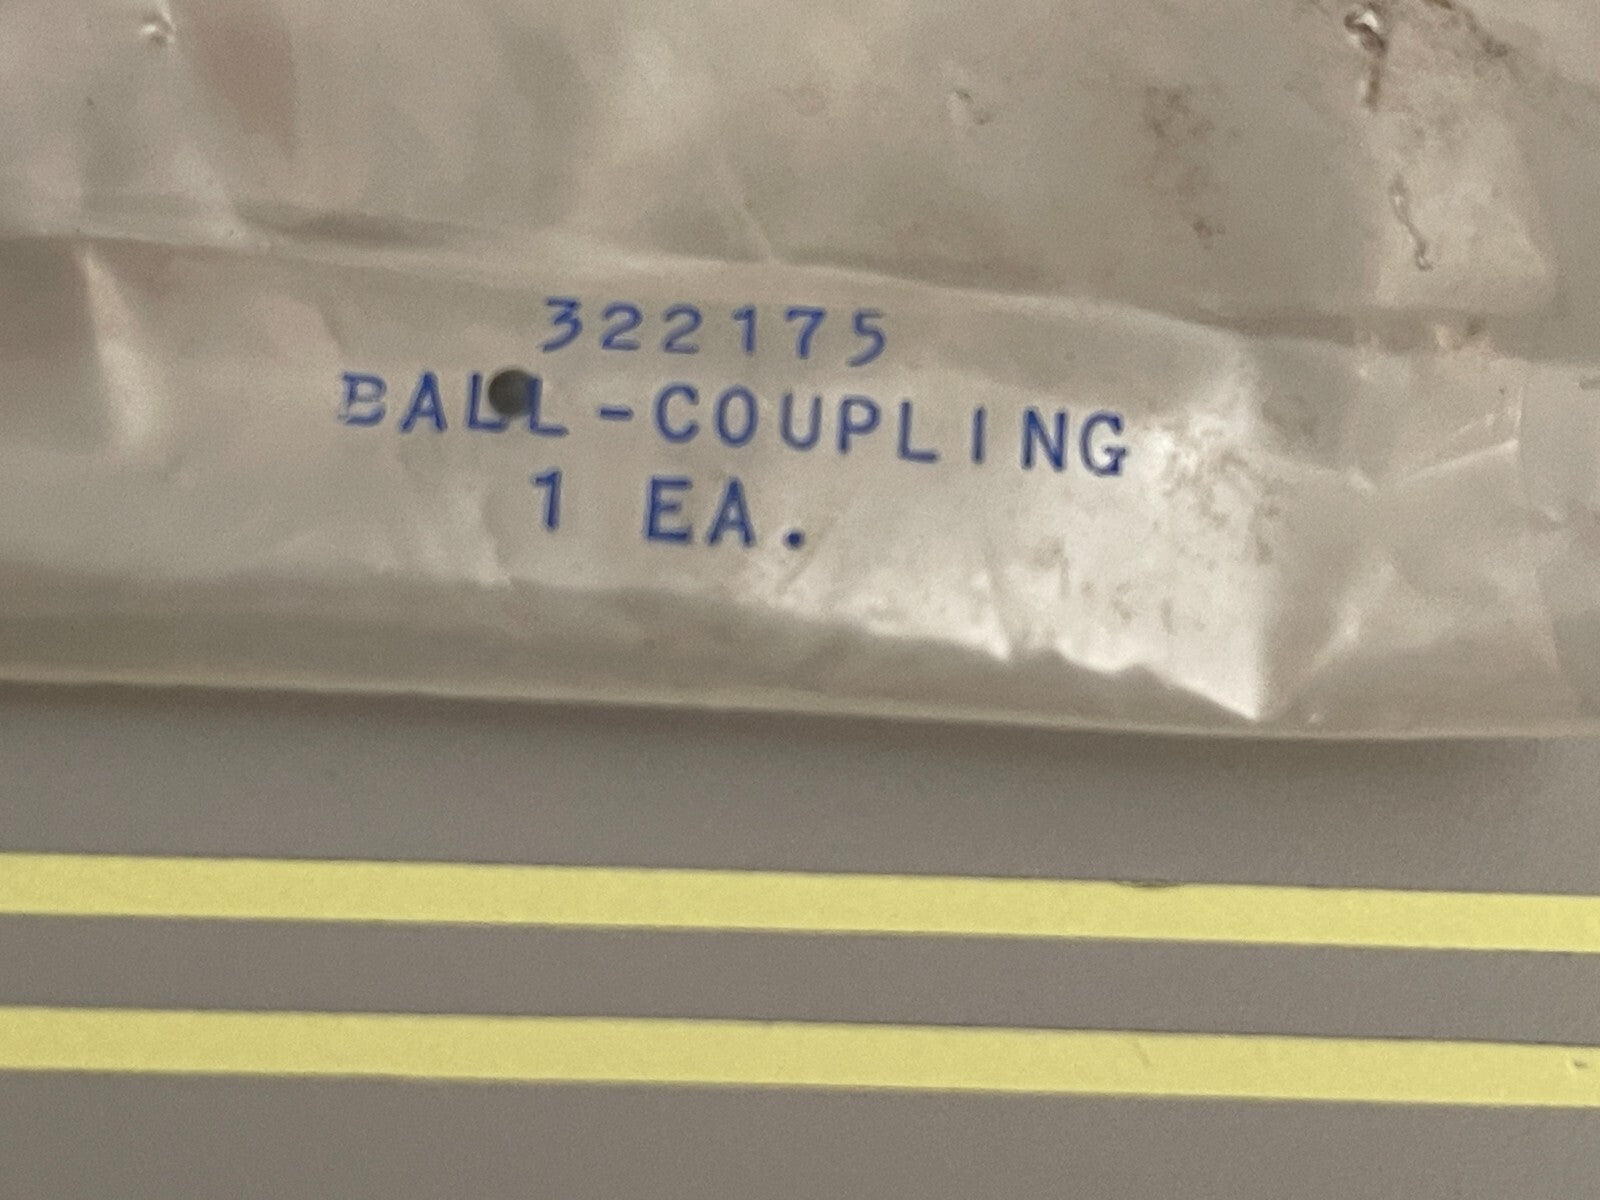 322175
BALL-COUPLING
1 EA.